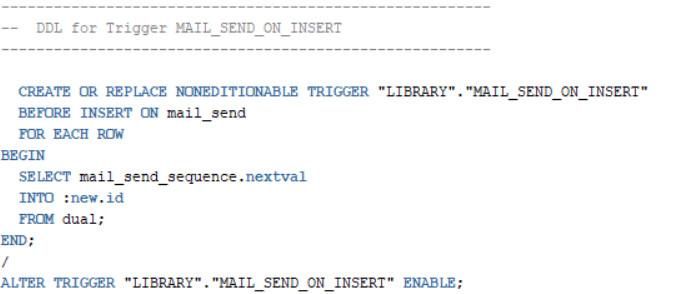 --------------------------------------------------------
--  DDL for Trigger MAIL_SEND_ON_INSERT
--------------------------------------------------------
CREATE OR REPLACE NONEDITIONABLE TRIGGER "LIBRARY"."MAIL_SEND_ON_INSERT"
BEFORE INSERT ON mail_send
FOR EACH ROW
BEGIN
SELECT mail_send_sequence.nextval
INTO :new.id
FROM dual;
END;
/
ALTER TRIGGER "LIBRARY"."MAIL_SEND_ON_INSERT" ENABLE;